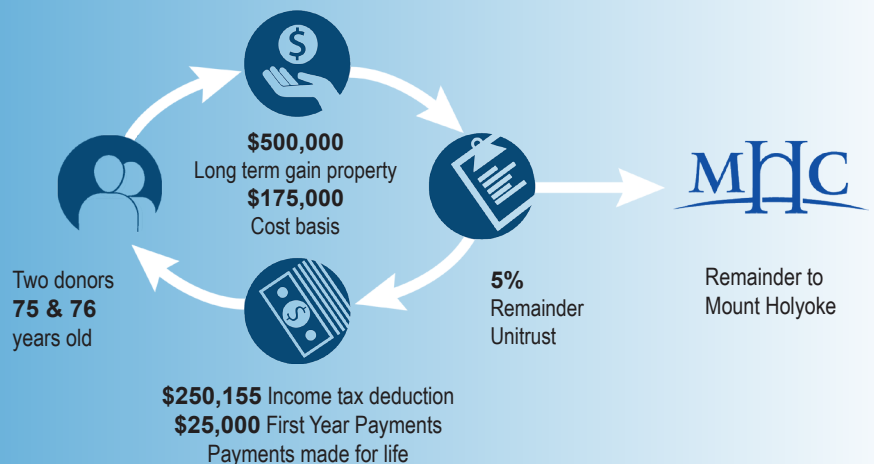 $500,000
Long term gain property
$175,000
Cost basis
Two donors
75 & 76
years old
5%
Remainder
Unitrust
MHC
Remainder to
Mount Holyoke
$250,155 Income tax deduction
$25,000 First Year Payments
Payments made for life